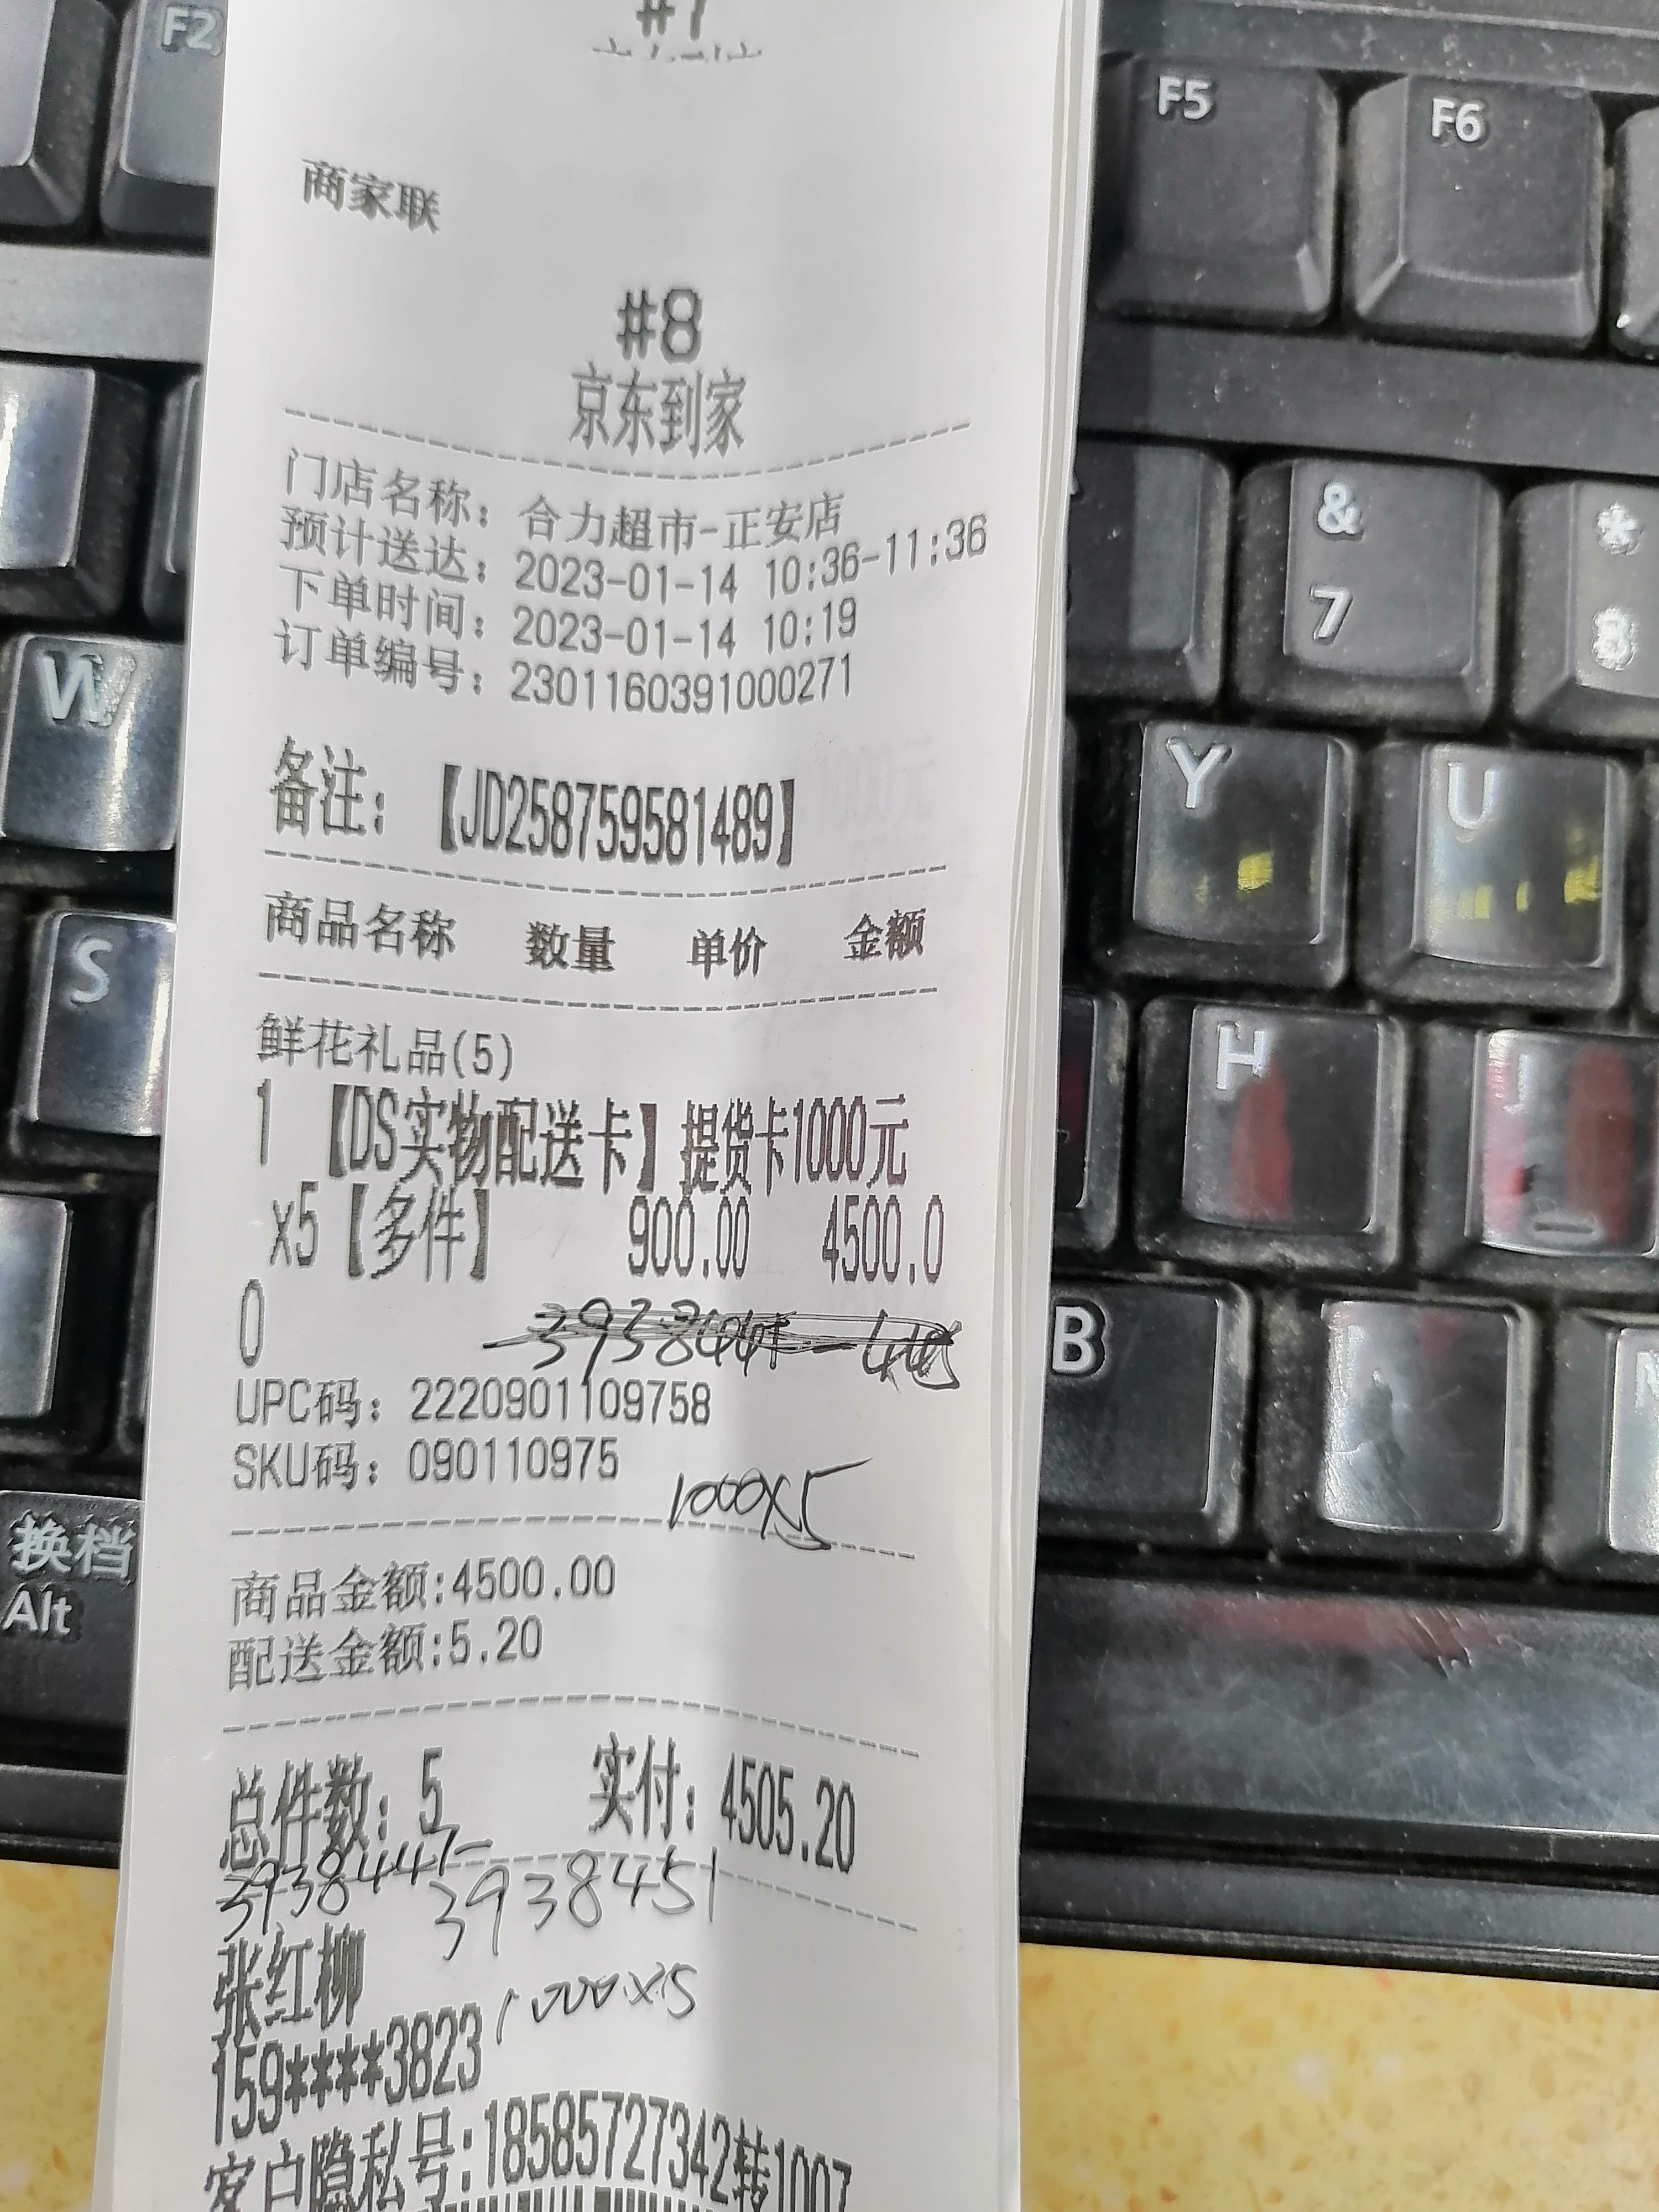 #7
商家联
#8
京东到家
门店名称：合力超市-正安店
预计送达：2023-01-14 10:36-11:36
下单时间：2023-01-14 10:19
订单编号：2301160391000271
备注：【JD258759581489】
商品名称 数量 单价 金额
鲜花礼品(5)
1 【DS实物配送卡】提货卡1000元
x5【多件】 900.00 4500.0
0
UPC码：2220901109758
SKU码：090110975
1000x5
商品金额:4500.00
配送金额:5.20
总件数：5 实付：4505.20
3938447-
3938451
张红柳
1000x5
159****3823
客户隐私号:18585727342转1007
F2
F5
F6
&
7
*
8
W
Y
U
S
H
J
B
换档
Alt